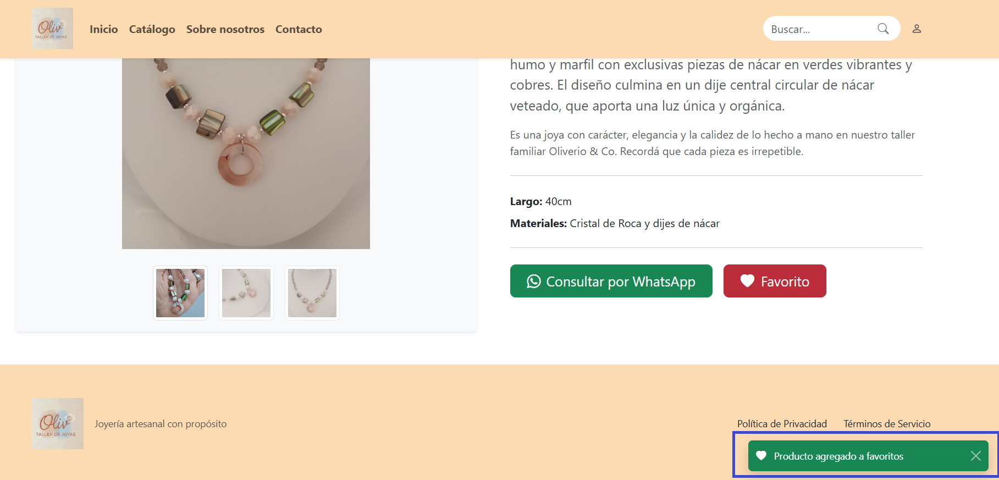 Oliv
TALLER DE JOYAS
Inicio
Catálogo
Sobre nosotros
Contacto
Buscar...
humo y marfil con exclusivas piezas de nácar en verdes vibrantes y
cobres. El diseño culmina en un dije central circular de nácar
veteado, que aporta una luz única y orgánica.
Es una joya con carácter, elegancia y la calidez de lo hecho a mano en nuestro taller
familiar Oliverio & Co. Recordá que cada pieza es irrepetible.
Largo: 40cm
Materiales: Cristal de Roca y dijes de nácar
Consultar por WhatsApp
Favorito
Oliv
TALLER DE JOYAS
Joyería artesanal con propósito
Política de Privacidad
Términos de Servicio
Producto agregado a favoritos